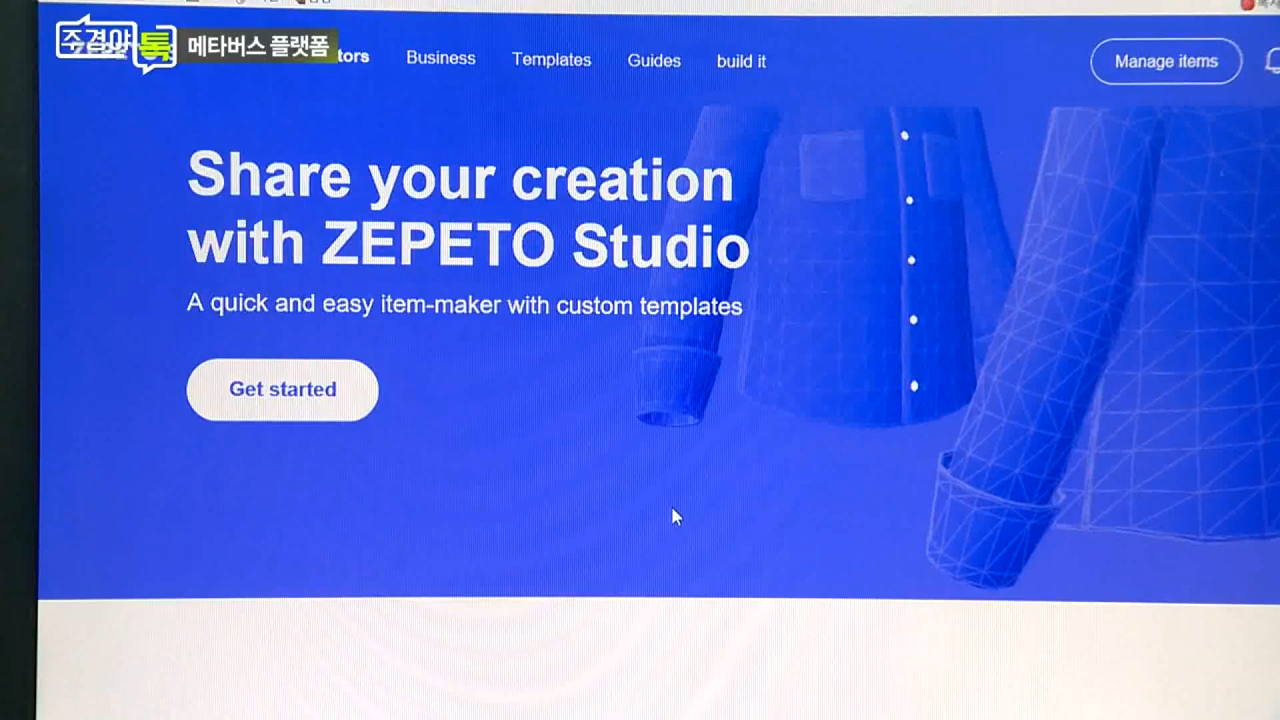 주경야톡 메타버스 플랫폼
tors Business Templates Guides build it Manage items
Share your creation
with ZEPETO Studio
A quick and easy item-maker with custom templates
Get started